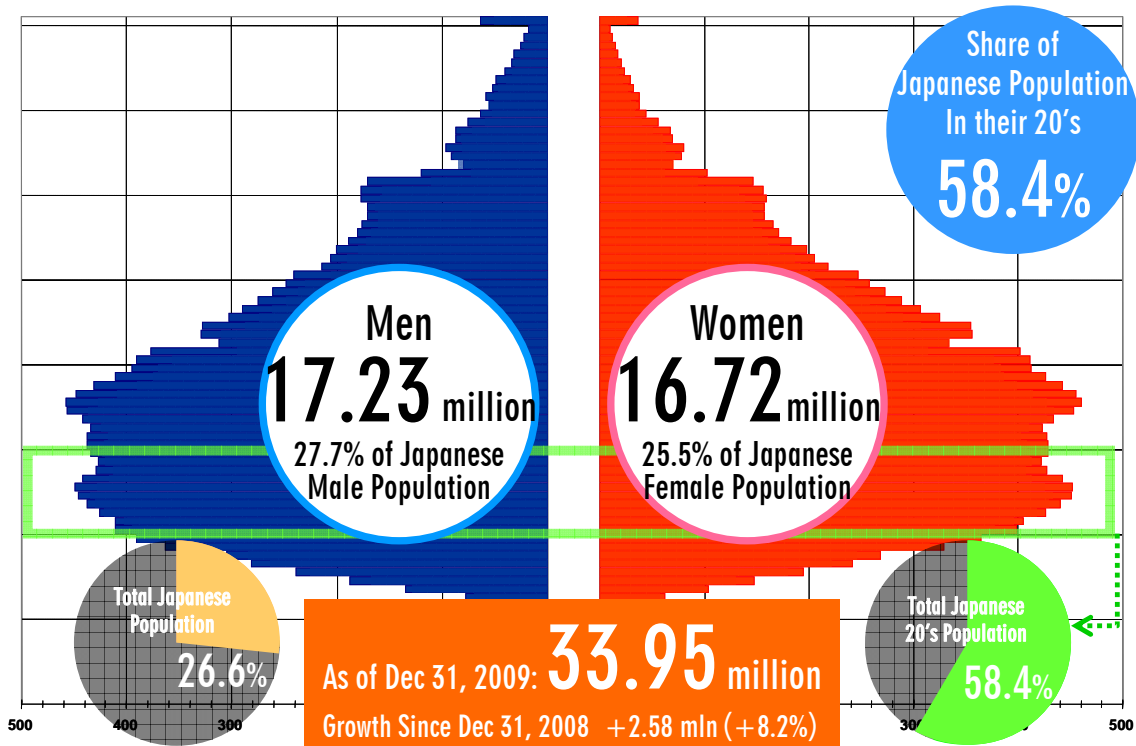 Share of
Japanese Population
In their 20's
58.4%
Men
17.23 million
27.7% of Japanese
Male Population
Women
16.72 million
25.5% of Japanese
Female Population
Total Japanese
Population
26.6%
Total Japanese
20's Population
58.4%
As of Dec 31, 2009: 33.95 million
Growth Since Dec 31, 2008 +2.58 mln (+8.2%)
500 400 300 500